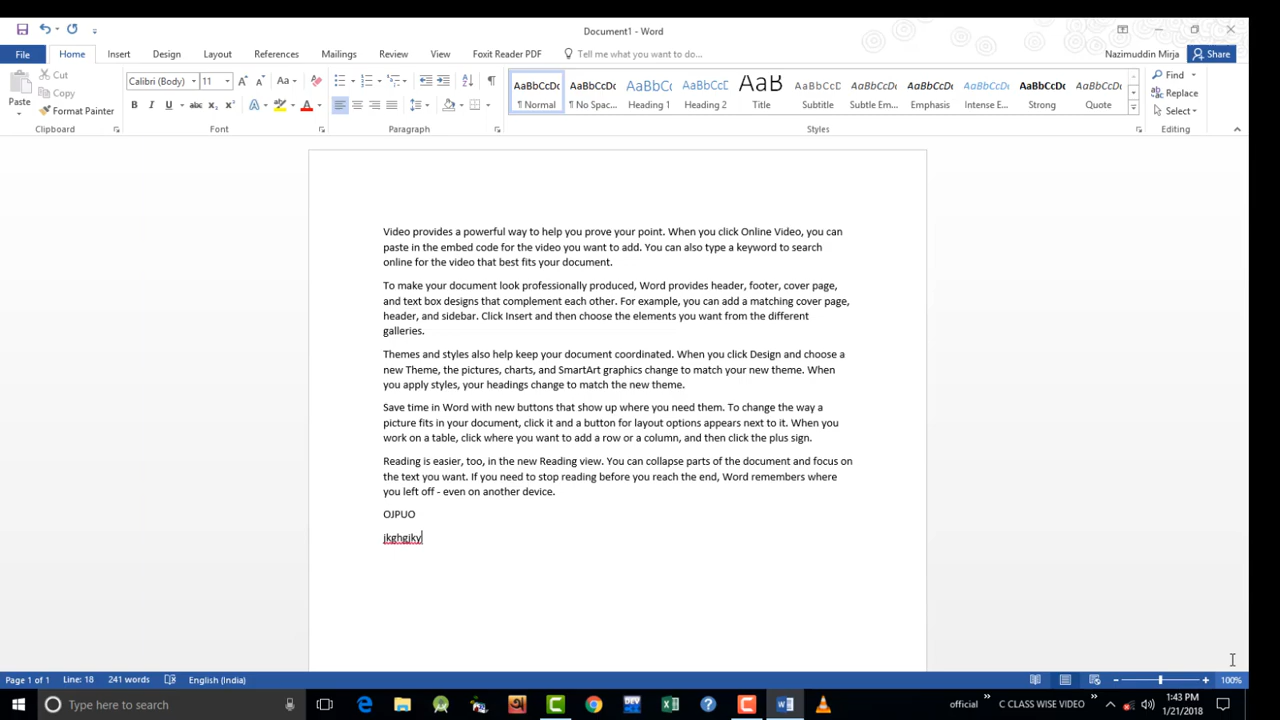 Document1 - Word
File Home Insert Design Layout References Mailings Review View Foxit Reader PDF Tell me what you want to do... Nazimuddin Mirja Share
Paste
Cut
Copy
Format Painter
Clipboard
Calibri (Body) 11
Font
Paragraph
AaBbCcDc AaBbCcDc AaBbCc AaBbCcC AaB AaBbCcC AaBbCcDc AaBbCcDc AaBbCcDc AaBbCcDc AaBbCcDc
¶ Normal ¶ No Spac... Heading 1 Heading 2 Title Subtitle Subtle Em... Emphasis Intense E... Strong Quote
Styles
Find
Replace
Select
Editing
Video provides a powerful way to help you prove your point. When you click Online Video, you can
paste in the embed code for the video you want to add. You can also type a keyword to search
online for the video that best fits your document.
To make your document look professionally produced, Word provides header, footer, cover page,
and text box designs that complement each other. For example, you can add a matching cover page,
header, and sidebar. Click Insert and then choose the elements you want from the different
galleries.
Themes and styles also help keep your document coordinated. When you click Design and choose a
new Theme, the pictures, charts, and SmartArt graphics change to match your new theme. When
you apply styles, your headings change to match the new theme.
Save time in Word with new buttons that show up where you need them. To change the way a
picture fits in your document, click it and a button for layout options appears next to it. When you
work on a table, click where you want to add a row or a column, and then click the plus sign.
Reading is easier, too, in the new Reading view. You can collapse parts of the document and focus on
the text you want. If you need to stop reading before you reach the end, Word remembers where
you left off - even on another device.
OJPUO
jkghgjky
Page 1 of 1 Line: 18 241 words English (India) 100%
Type here to search official C CLASS WISE VIDEO 1:43 PM
1/21/2018